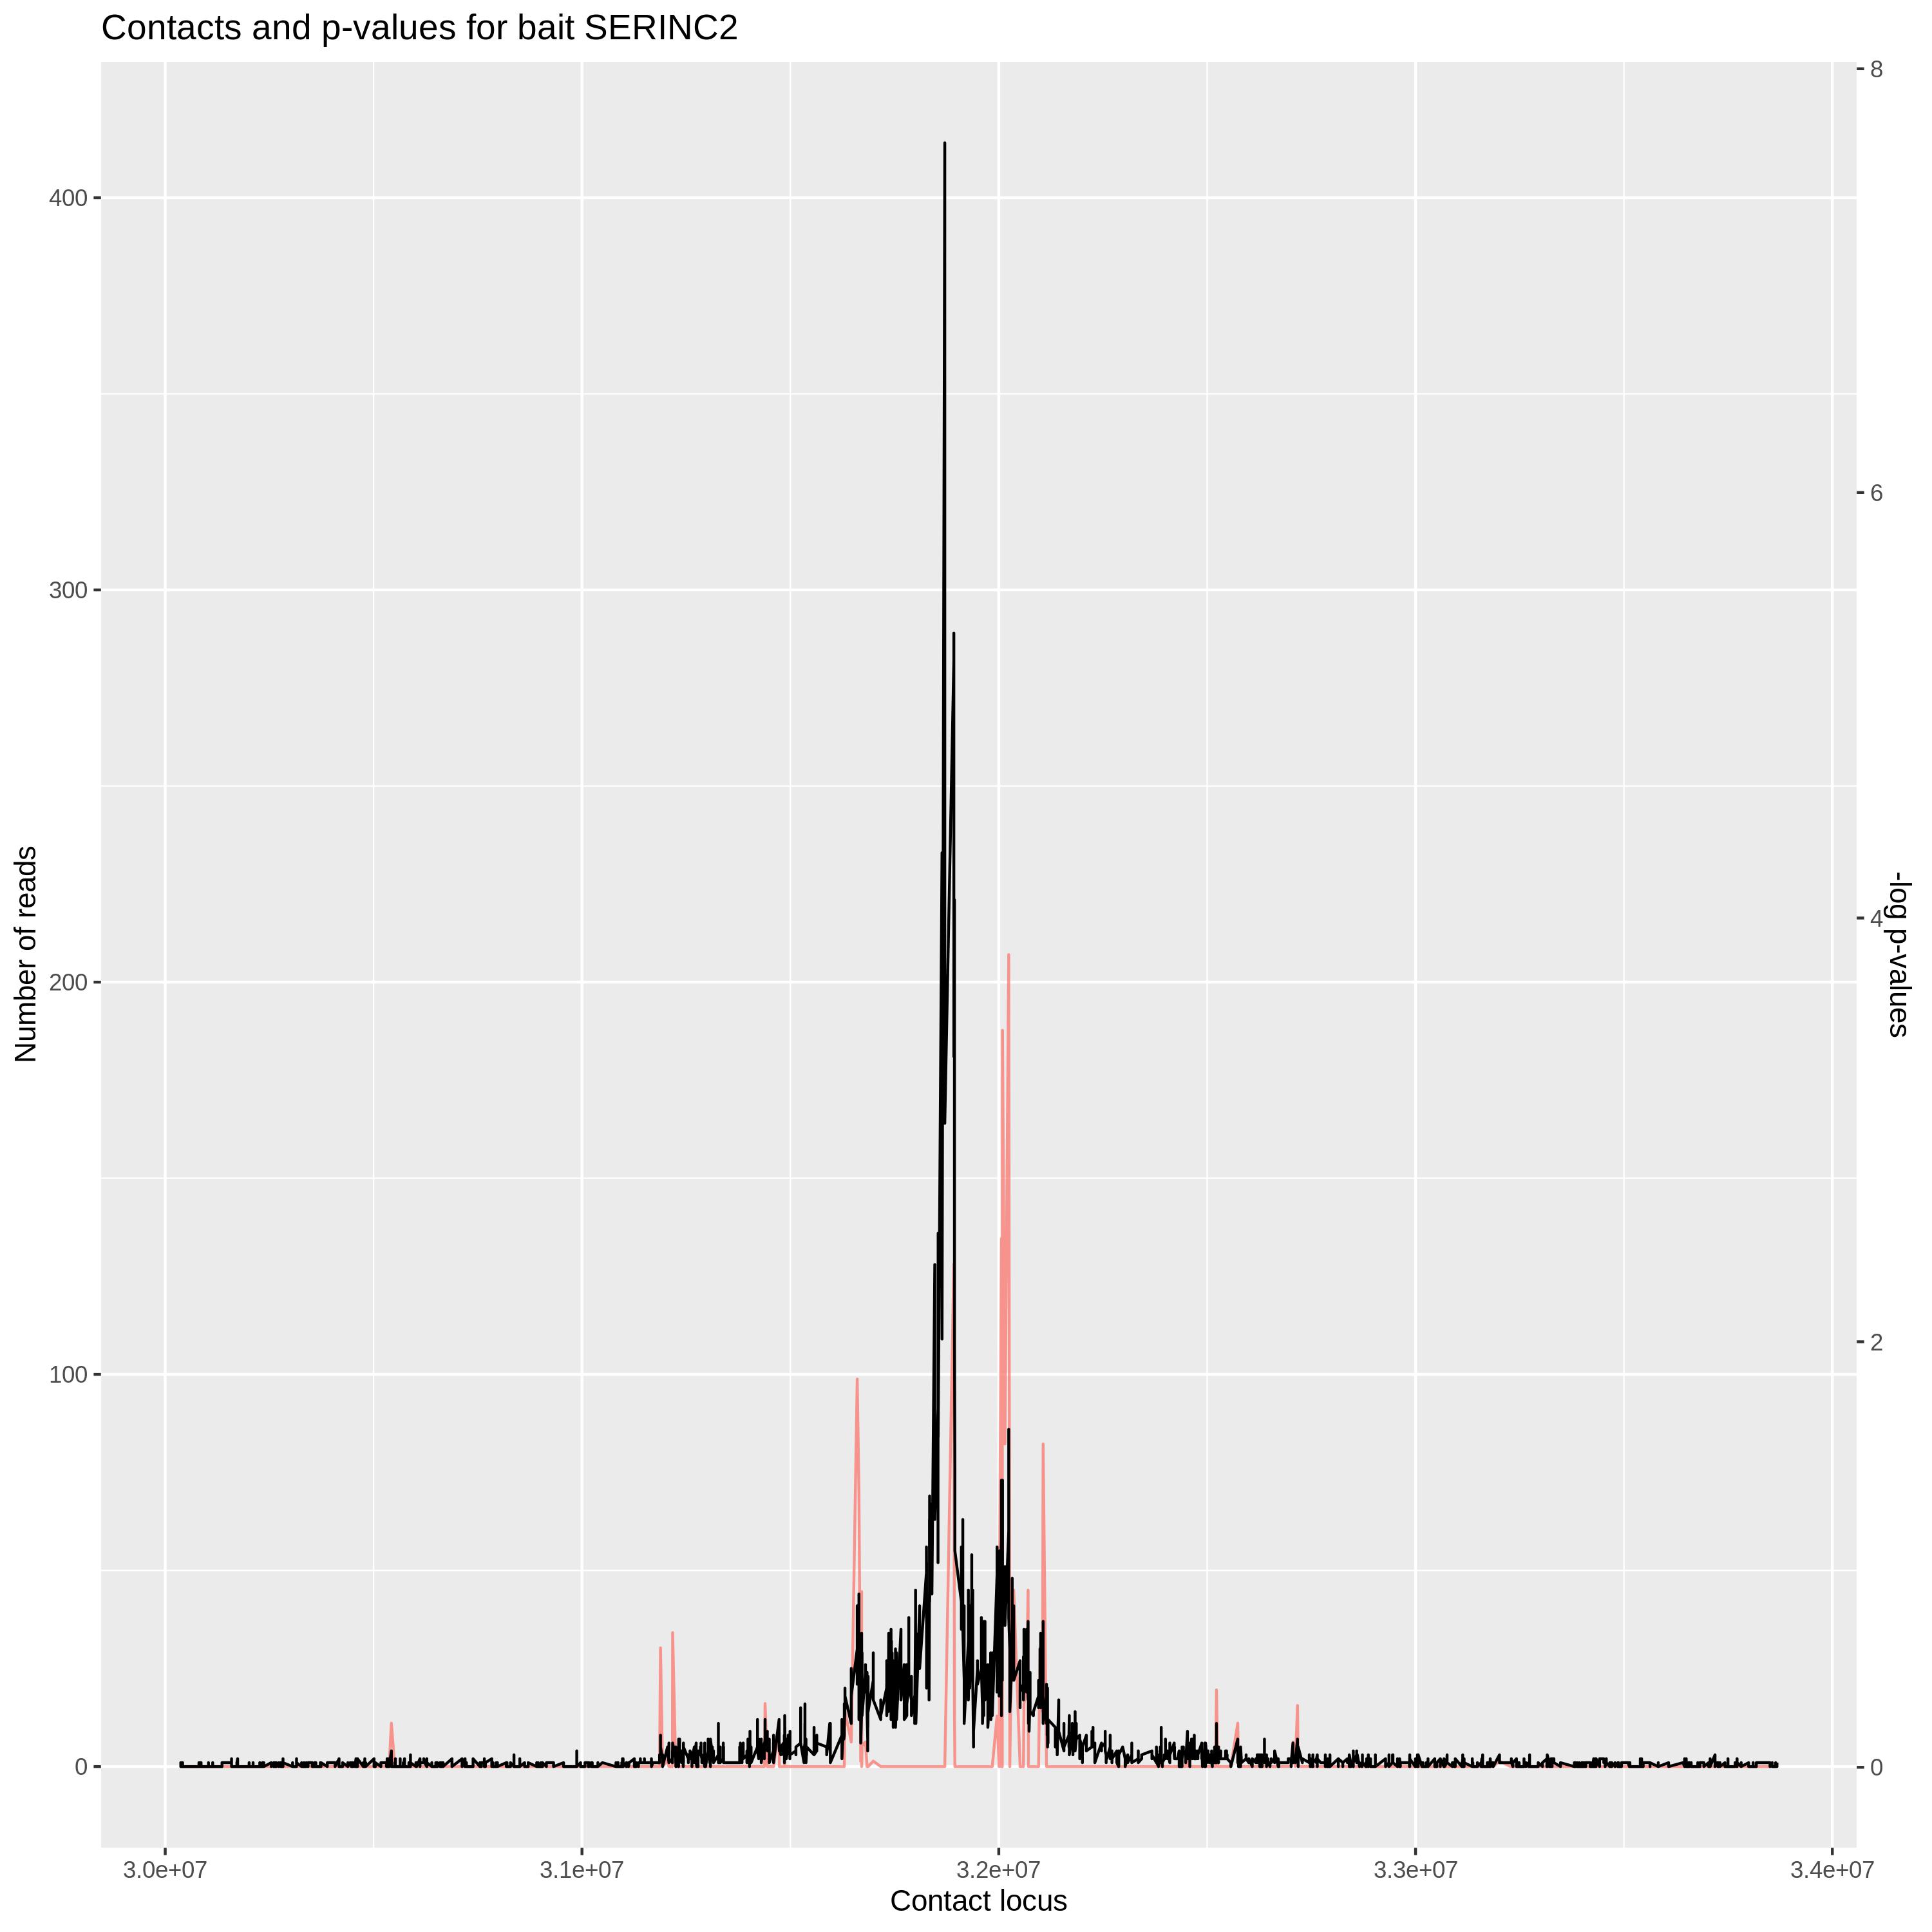 Contacts and p-values for bait SERINC2
400
300
200
100
0
Number of reads
8
6
4
2
0
-log p-values
3.0e+07 3.1e+07 3.2e+07 3.3e+07 3.4e+07
Contact locus